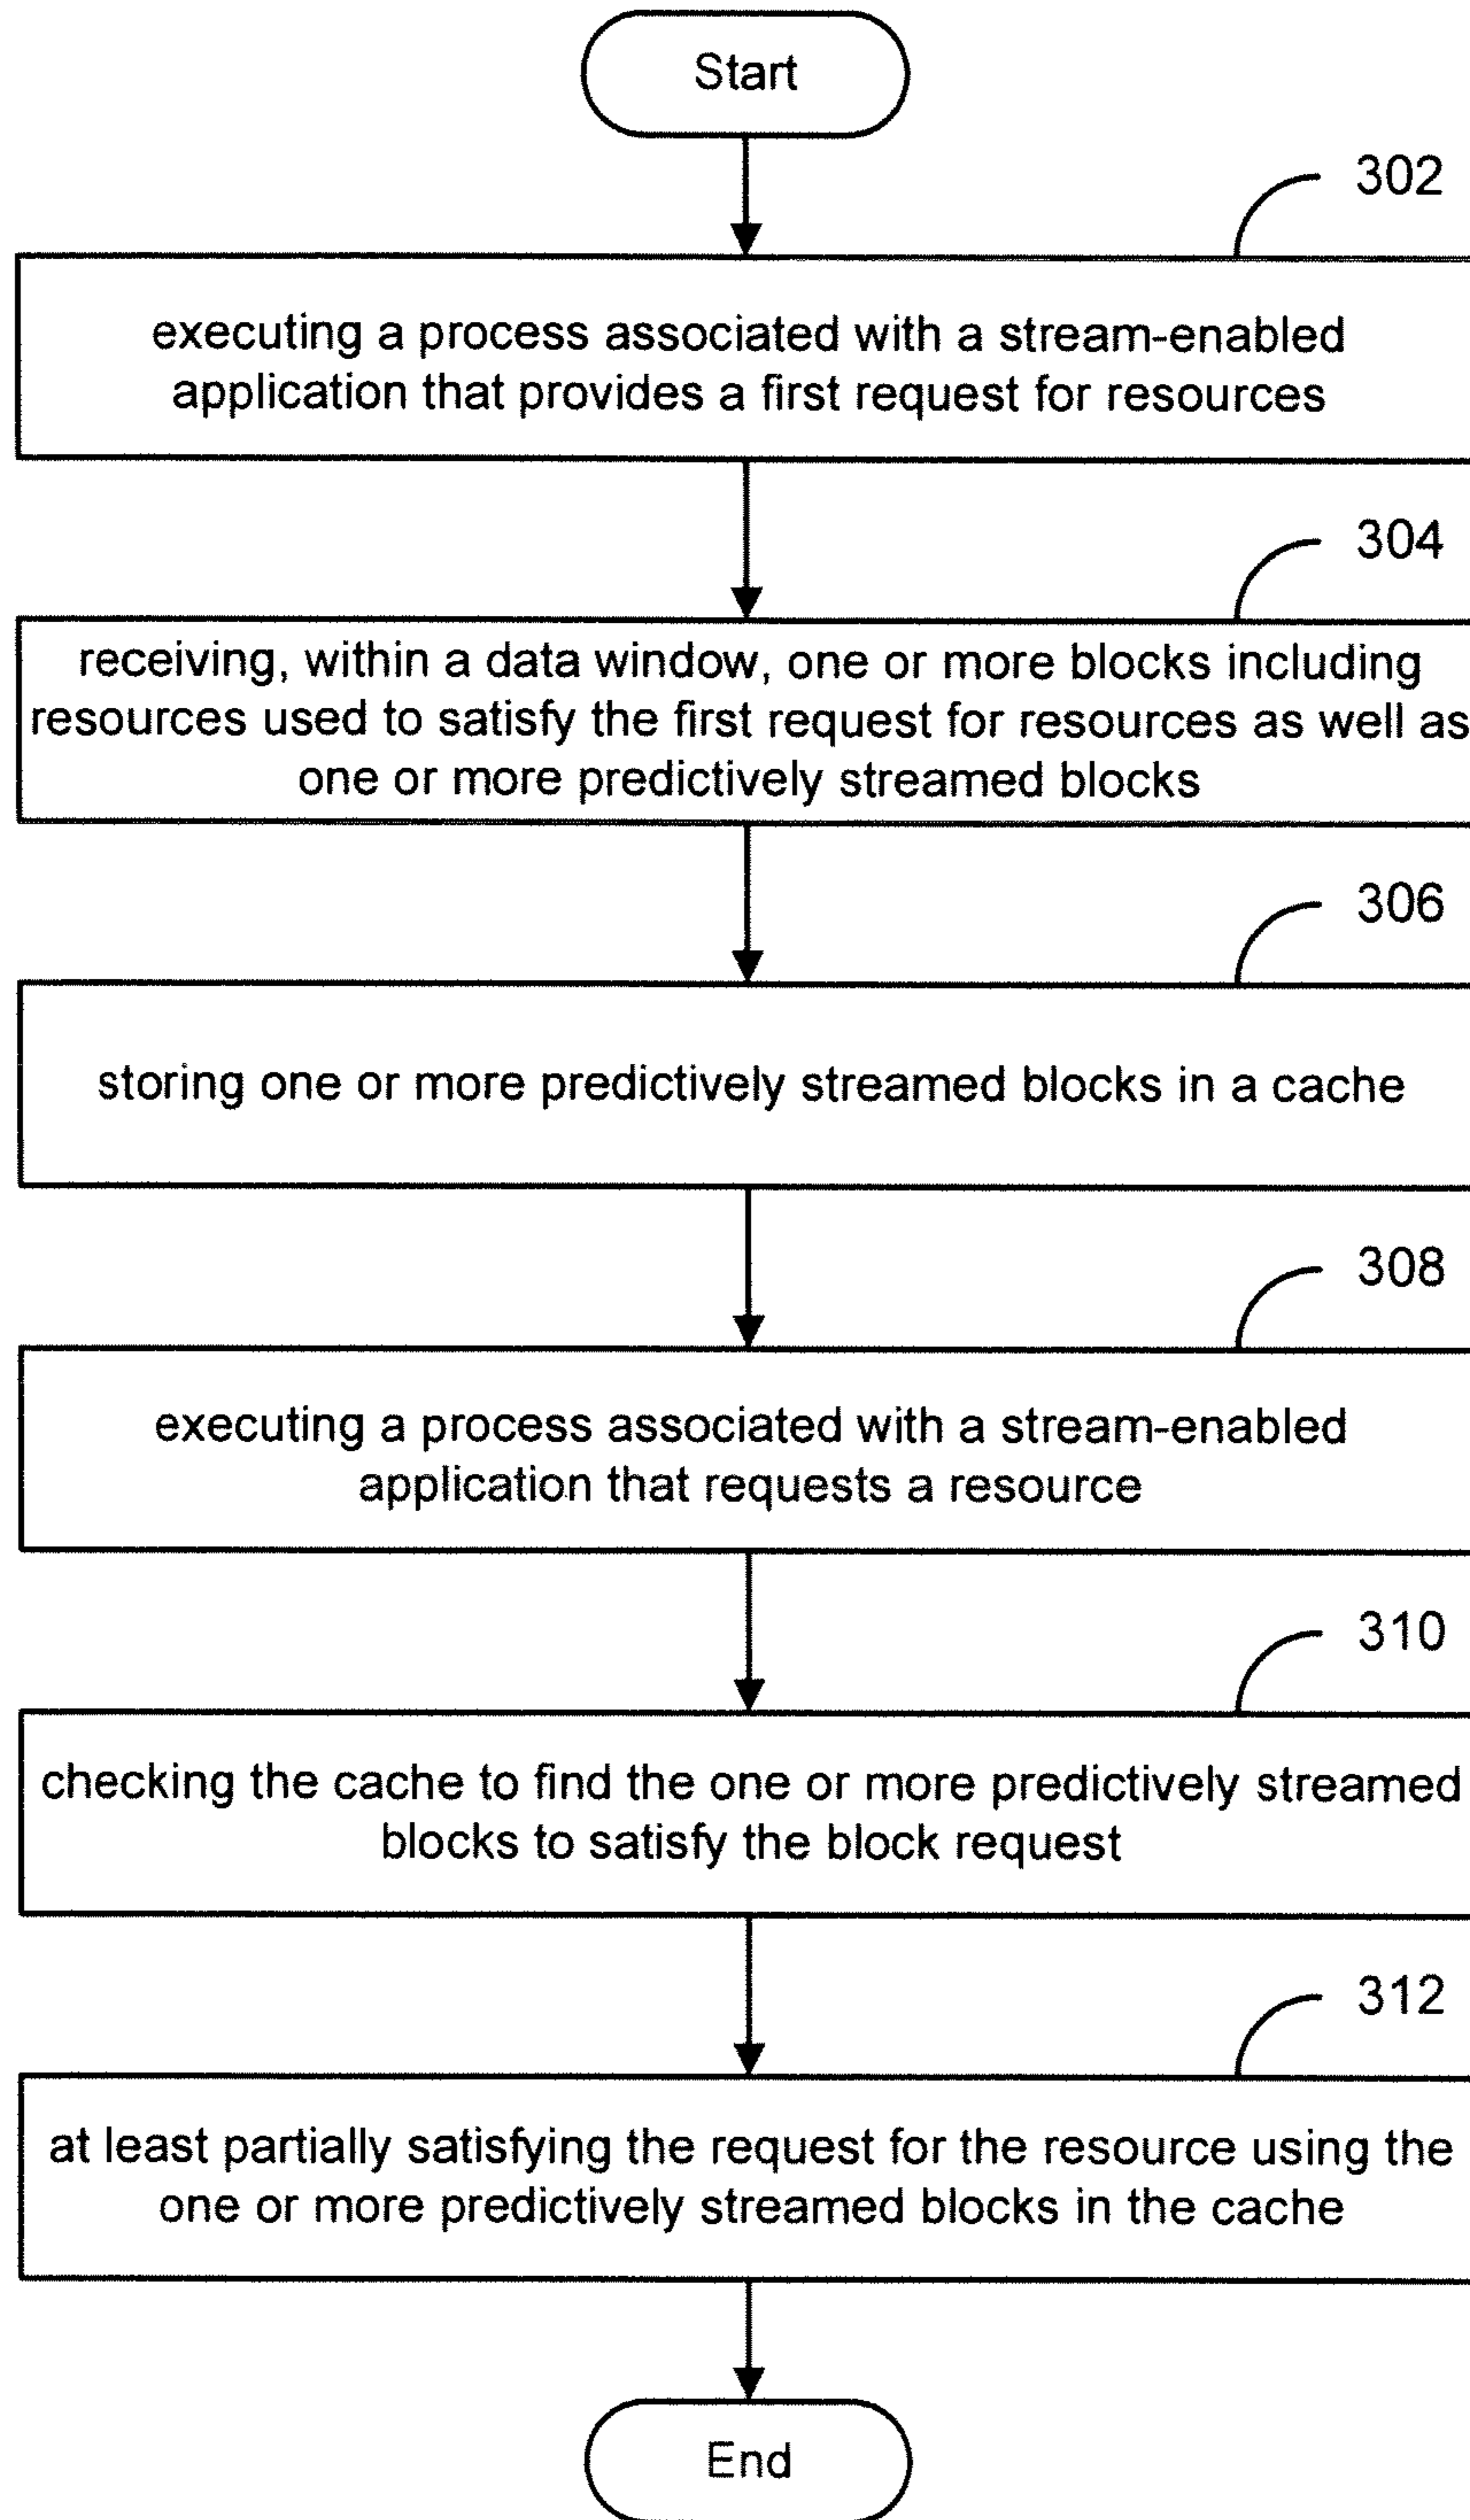 Start
302
executing a process associated with a stream-enabled
application that provides a first request for resources
304
receiving, within a data window, one or more blocks including
resources used to satisfy the first request for resources as well as
one or more predictively streamed blocks
306
storing one or more predictively streamed blocks in a cache
308
executing a process associated with a stream-enabled
application that requests a resource
310
checking the cache to find the one or more predictively streamed
blocks to satisfy the block request
312
at least partially satisfying the request for the resource using the
one or more predictively streamed blocks in the cache
End